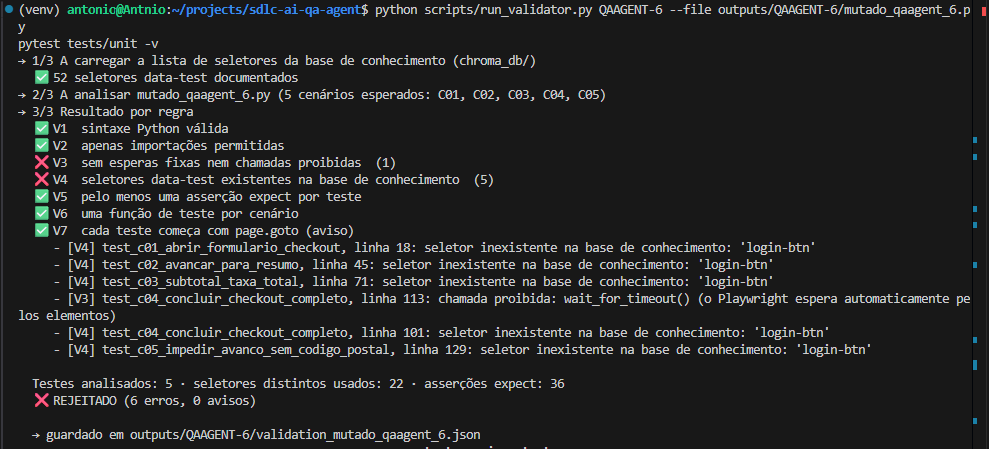 (venv) antonio@Antnio:~/projects/sdlc-ai-qa-agent$ python scripts/run_validator.py QAAGENT-6 --file outputs/QAAGENT-6/mutado_qaagent_6.p
y
pytest tests/unit -v
→ 1/3 A carregar a lista de seletores da base de conhecimento (chroma_db/)
✅ 52 seletores data-test documentados
→ 2/3 A analisar mutado_qaagent_6.py (5 cenários esperados: C01, C02, C03, C04, C05)
→ 3/3 Resultado por regra
✅ V1  sintaxe Python válida
✅ V2  apenas importações permitidas
❌ V3  sem esperas fixas nem chamadas proibidas  (1)
❌ V4  seletores data-test existentes na base de conhecimento  (5)
✅ V5  pelo menos uma asserção expect por teste
✅ V6  uma função de teste por cenário
✅ V7  cada teste começa com page.goto (aviso)
- [V4] test_c01_abrir_formulario_checkout, linha 18: seletor inexistente na base de conhecimento: 'login-btn'
- [V4] test_c02_avancar_para_resumo, linha 45: seletor inexistente na base de conhecimento: 'login-btn'
- [V4] test_c03_subtotal_taxa_total, linha 71: seletor inexistente na base de conhecimento: 'login-btn'
- [V3] test_c04_concluir_checkout_completo, linha 113: chamada proibida: wait_for_timeout() (o Playwright espera automaticamente pe
los elementos)
- [V4] test_c04_concluir_checkout_completo, linha 101: seletor inexistente na base de conhecimento: 'login-btn'
- [V4] test_c05_impedir_avanco_sem_codigo_postal, linha 129: seletor inexistente na base de conhecimento: 'login-btn'
Testes analisados: 5 · seletores distintos usados: 22 · asserções expect: 36
❌ REJEITADO (6 erros, 0 avisos)
→ guardado em outputs/QAAGENT-6/validation_mutado_qaagent_6.json